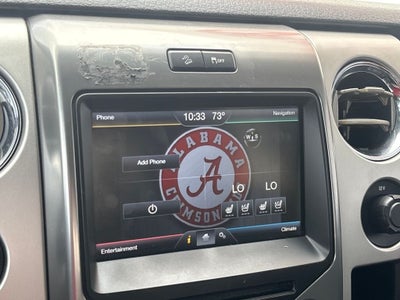 Phone
10:33 73°
Navigation
ALABAMA
A
CRIMSON
Add Phone
W S
LO
LO
Entertainment
i
Climate
OFF